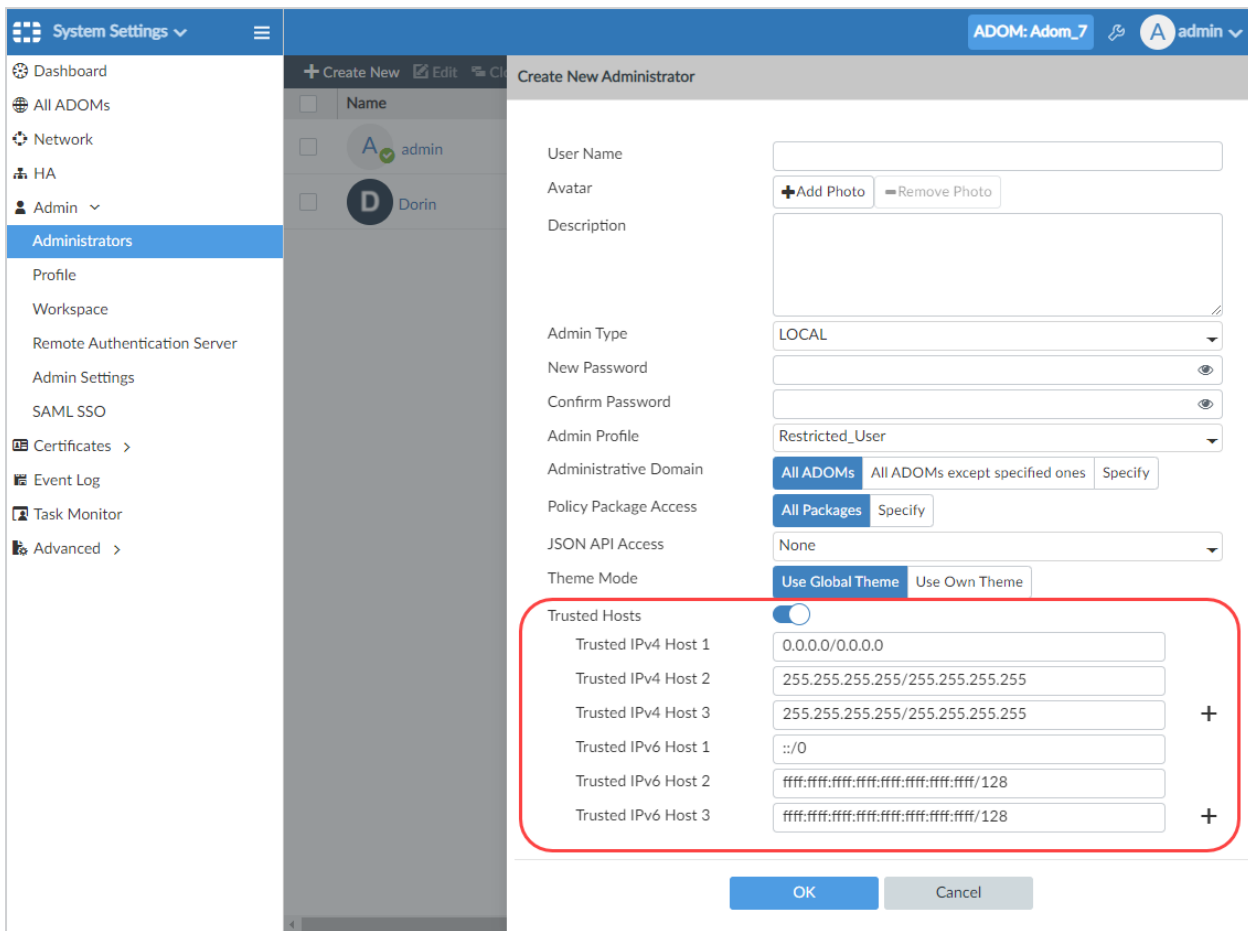 System Settings
ADOM: Adom_7
A
admin
Dashboard
All ADOMs
Network
HA
Admin
Administrators
Profile
Workspace
Remote Authentication Server
Admin Settings
SAML SSO
Certificates
Event Log
Task Monitor
Advanced
Create New Edit Clo
Name
A admin
D Dorin
Create New Administrator
User Name
Avatar Add Photo Remove Photo
Description
Admin Type LOCAL
New Password
Confirm Password
Admin Profile Restricted_User
Administrative Domain All ADOMs All ADOMs except specified ones Specify
Policy Package Access All Packages Specify
JSON API Access None
Theme Mode Use Global Theme Use Own Theme
Trusted Hosts
Trusted IPv4 Host 1 0.0.0.0/0.0.0.0
Trusted IPv4 Host 2 255.255.255.255/255.255.255.255
Trusted IPv4 Host 3 255.255.255.255/255.255.255.255 +
Trusted IPv6 Host 1 ::/0
Trusted IPv6 Host 2 ffff:ffff:ffff:ffff:ffff:ffff:ffff:ffff/128
Trusted IPv6 Host 3 ffff:ffff:ffff:ffff:ffff:ffff:ffff:ffff/128 +
OK Cancel